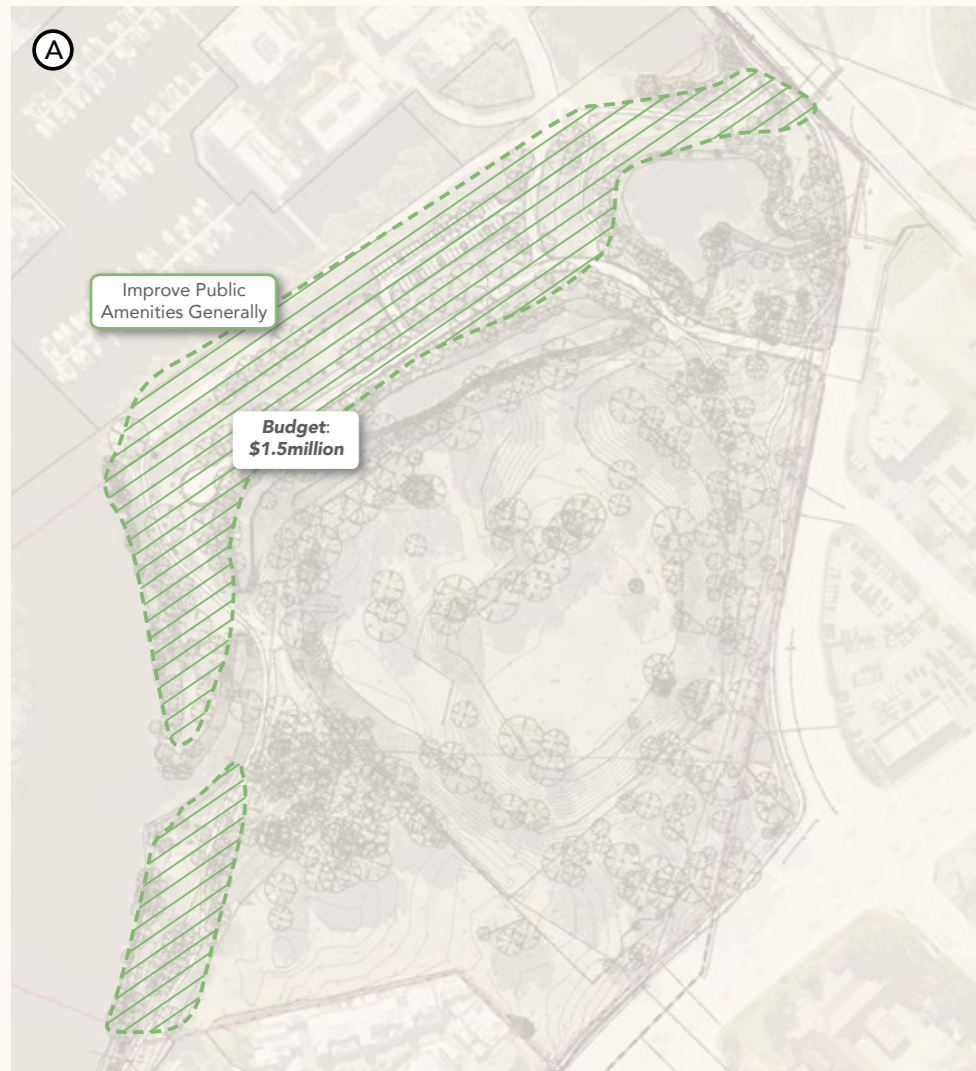 A
Improve Public
Amenities Generally
Budget:
$1.5million